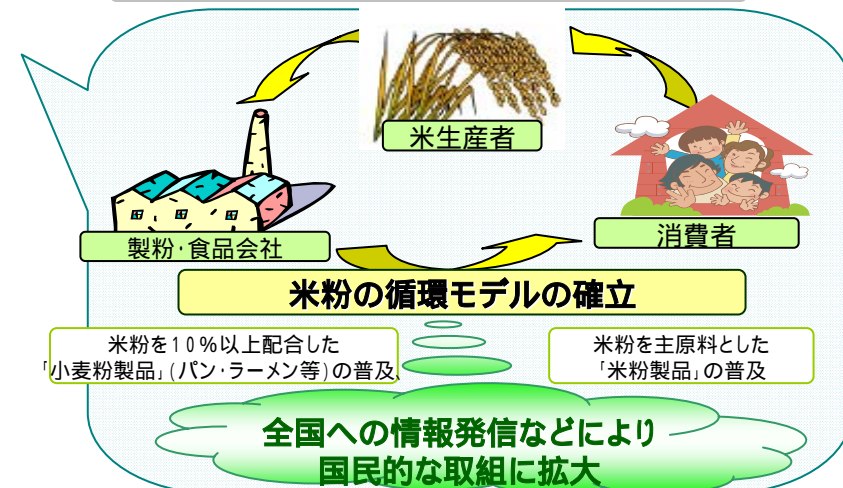 米生産者
製粉･食品会社
消費者
米粉の循環モデルの確立
米粉を10%以上配合した
｢小麦粉製品｣(パン･ラーメン等)の普及、
米粉を主原料とした
｢米粉製品｣の普及
全国への情報発信などにより
国民的な取組に拡大